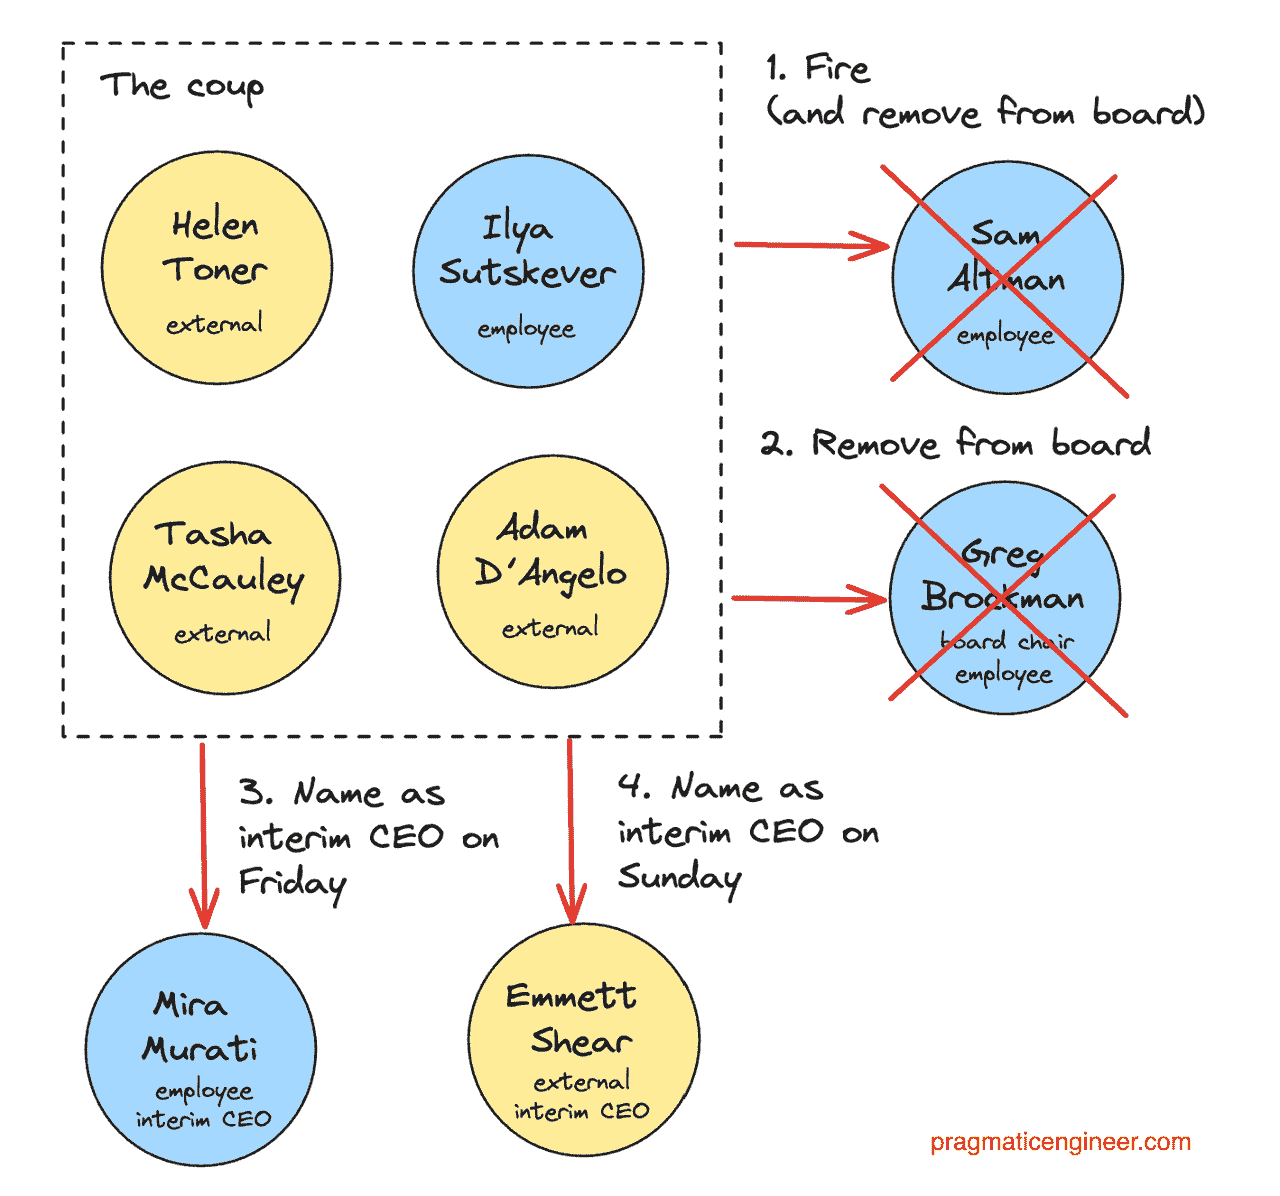 The coup
1. Fire
(and remove from board)
Helen
Toner
external
Ilya
Sutskever
employee
Sam
Altman
employee
2. Remove from board
Tasha
McCauley
external
Adam
D'Angelo
external
Greg
Brockman
board chair
employee
3. Name as
interim CEO on
Friday
4. Name as
interim CEO on
Sunday
Mira
Murati
employee
interim CEO
Emmett
Shear
external
interim CEO
pragmaticengineer.com